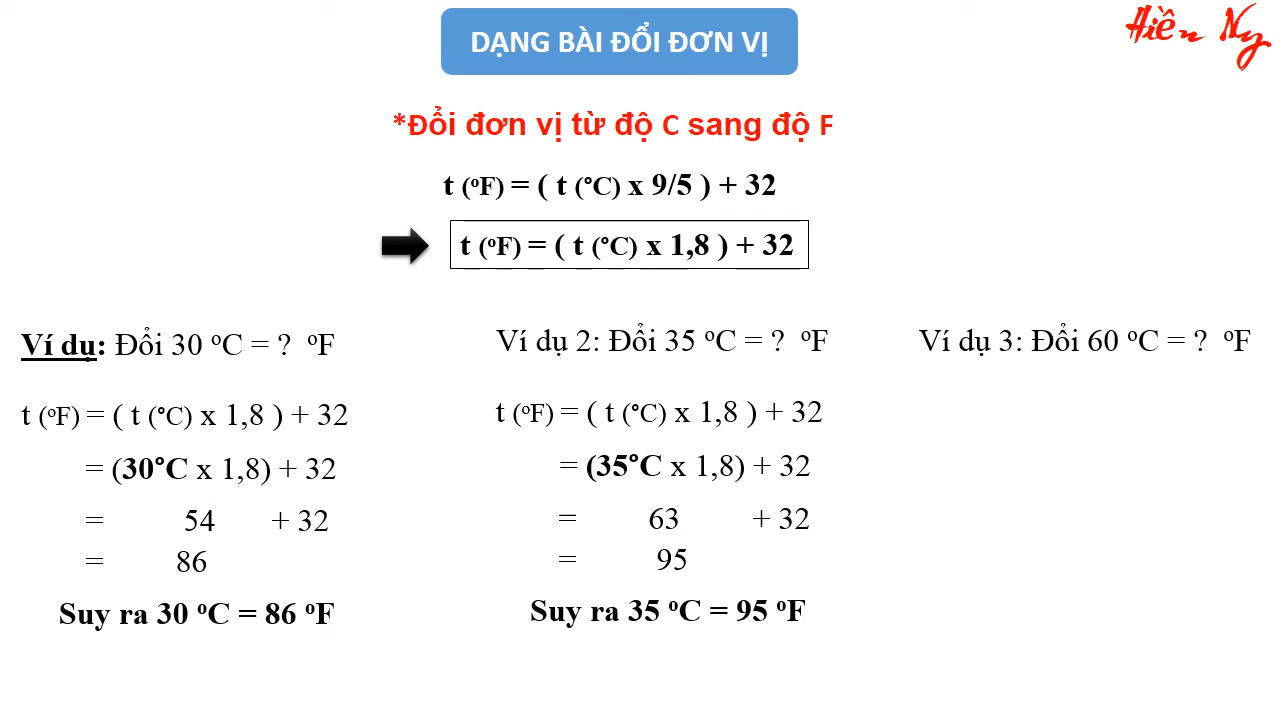 DẠNG BÀI ĐỔI ĐƠN VỊ
Hiền Ny
*Đổi đơn vị từ độ C sang độ F
t (ºF) = ( t (°C) x 9/5 ) + 32
t (ºF) = ( t (°C) x 1,8 ) + 32
Ví dụ: Đổi 30 ºC = ? ºF
t (ºF) = ( t (°C) x 1,8 ) + 32
= (30°C x 1,8) + 32
= 54 + 32
= 86
Suy ra 30 ºC = 86 ºF
Ví dụ 2: Đổi 35 ºC = ? ºF
t (ºF) = ( t (°C) x 1,8 ) + 32
= (35°C x 1,8) + 32
= 63 + 32
= 95
Suy ra 35 ºC = 95 ºF
Ví dụ 3: Đổi 60 ºC = ? ºF